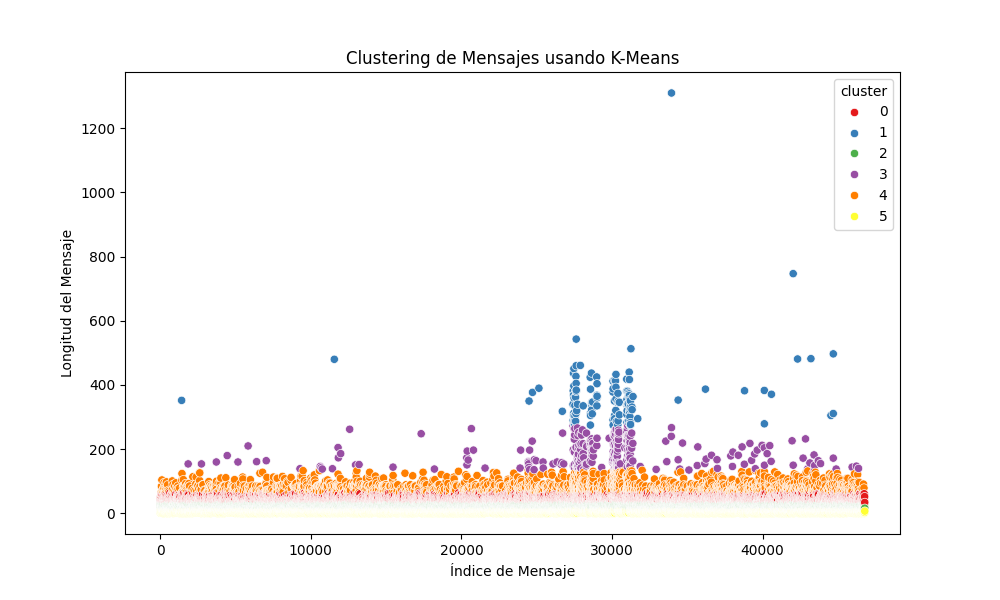 Clustering de Mensajes usando K-Means
cluster
0
1
2
3
4
5
1200
1000
800
600
400
200
0
Longitud del Mensaje
0 10000 20000 30000 40000
Índice de Mensaje